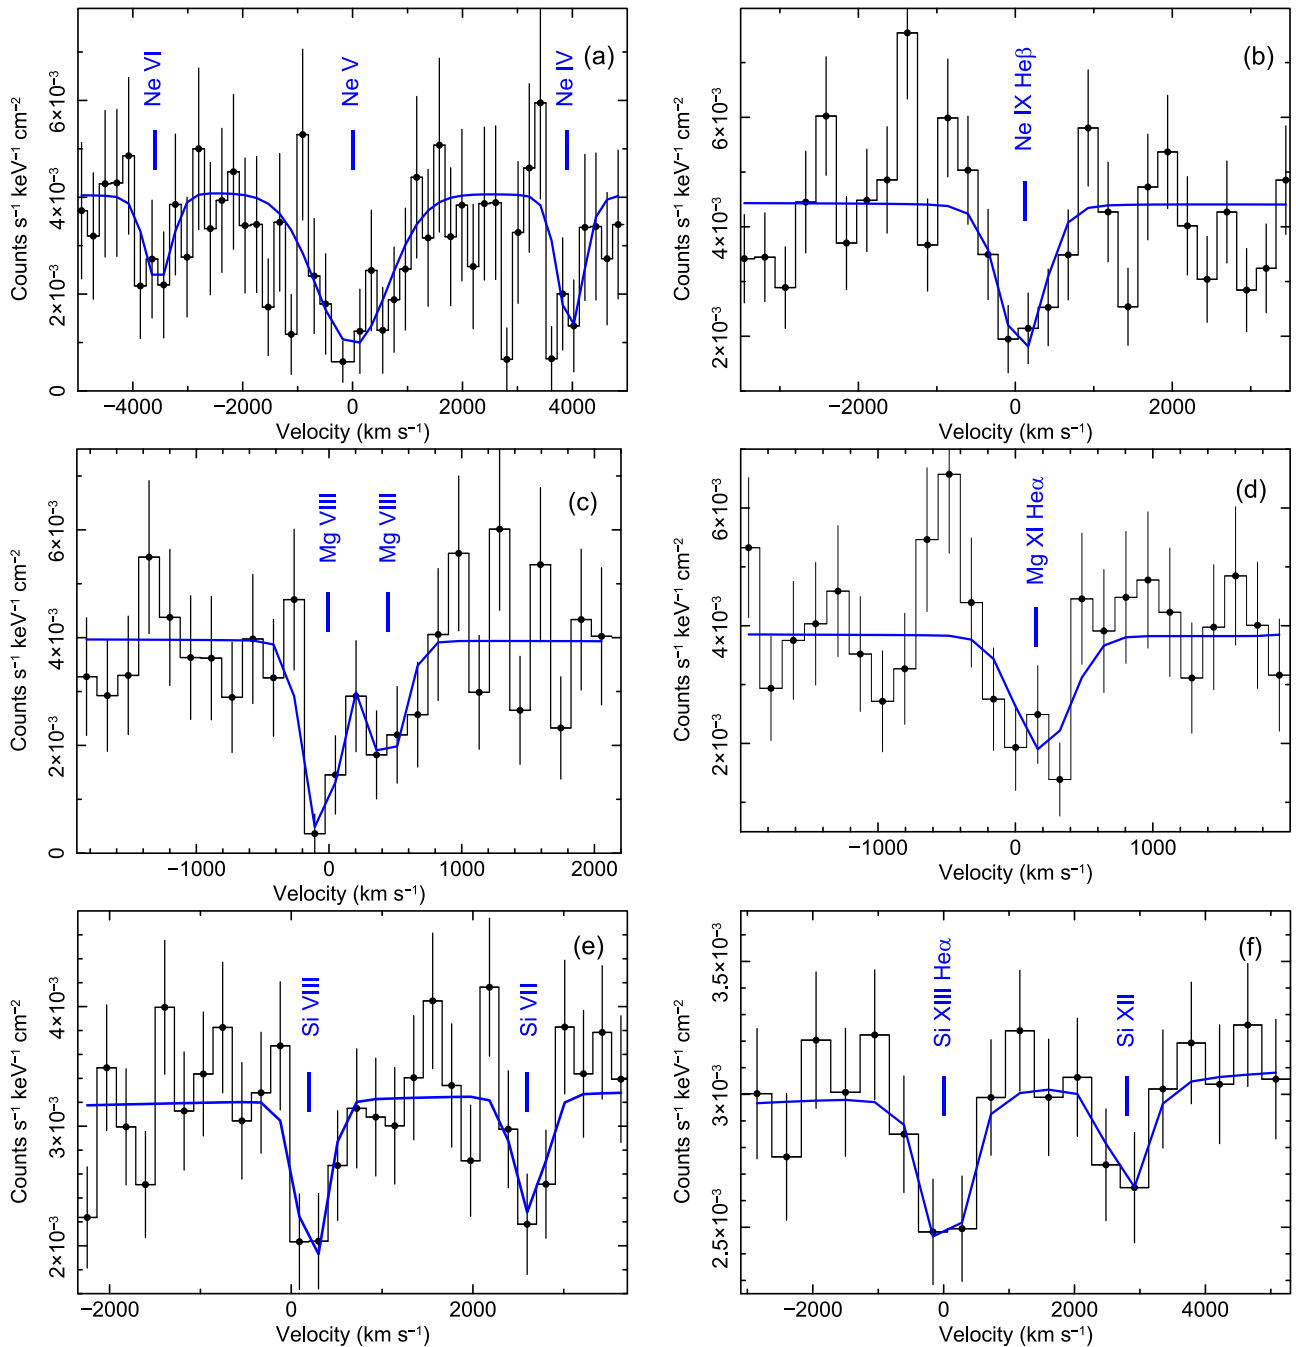 (a)
Ne VI
Ne V
Ne IV
Counts s⁻¹ keV⁻¹ cm⁻²
0
2×10⁻³
4×10⁻³
6×10⁻³
−4000
−2000
0
2000
4000
Velocity (km s⁻¹)
(b)
Ne IX Heβ
Counts s⁻¹ keV⁻¹ cm⁻²
2×10⁻³
4×10⁻³
6×10⁻³
−2000
0
2000
Velocity (km s⁻¹)
(c)
Mg VIII
Mg VIII
Counts s⁻¹ keV⁻¹ cm⁻²
0
2×10⁻³
4×10⁻³
6×10⁻³
−1000
0
1000
2000
Velocity (km s⁻¹)
(d)
Mg XI Heα
Counts s⁻¹ keV⁻¹ cm⁻²
2×10⁻³
4×10⁻³
6×10⁻³
−1000
0
1000
Velocity (km s⁻¹)
(e)
Si VIII
Si VII
Counts s⁻¹ keV⁻¹ cm⁻²
2×10⁻³
3×10⁻³
4×10⁻³
−2000
0
2000
Velocity (km s⁻¹)
(f)
Si XIII Heα
Si XII
Counts s⁻¹ keV⁻¹ cm⁻²
2.5×10⁻³
3×10⁻³
3.5×10⁻³
−2000
0
2000
4000
Velocity (km s⁻¹)